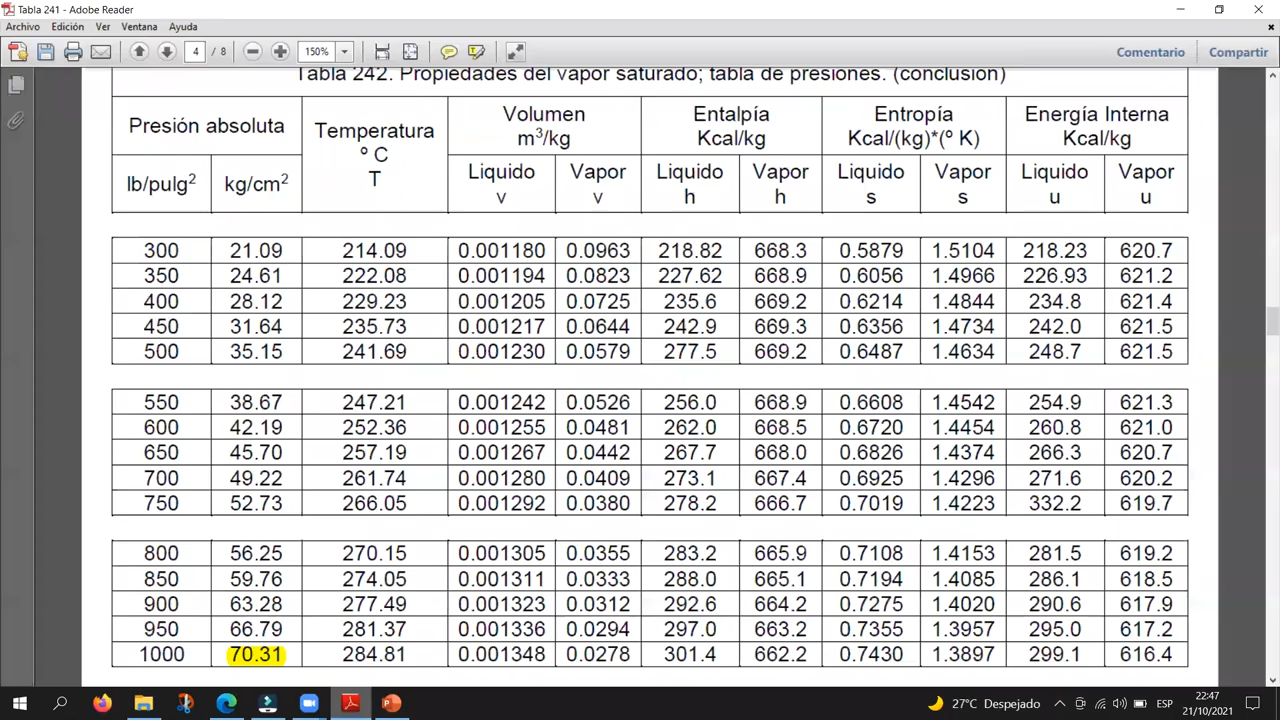 Tabla 241 - Adobe Reader
Archivo Edición Ver Ventana Ayuda
4 / 8 150% Comentario Compartir
Tabla 242. Propiedades del vapor saturado; tabla de presiones. (conclusión)
Presión absoluta Temperatura º C T Volumen m³/kg Entalpía Kcal/kg Entropía Kcal/(kg)*(º K) Energía Interna Kcal/kg
lb/pulg² kg/cm² Liquido v Vapor v Liquido h Vapor h Liquido s Vapor s Liquido u Vapor u
300 21.09 214.09 0.001180 0.0963 218.82 668.3 0.5879 1.5104 218.23 620.7
350 24.61 222.08 0.001194 0.0823 227.62 668.9 0.6056 1.4966 226.93 621.2
400 28.12 229.23 0.001205 0.0725 235.6 669.2 0.6214 1.4844 234.8 621.4
450 31.64 235.73 0.001217 0.0644 242.9 669.3 0.6356 1.4734 242.0 621.5
500 35.15 241.69 0.001230 0.0579 277.5 669.2 0.6487 1.4634 248.7 621.5
550 38.67 247.21 0.001242 0.0526 256.0 668.9 0.6608 1.4542 254.9 621.3
600 42.19 252.36 0.001255 0.0481 262.0 668.5 0.6720 1.4454 260.8 621.0
650 45.70 257.19 0.001267 0.0442 267.7 668.0 0.6826 1.4374 266.3 620.7
700 49.22 261.74 0.001280 0.0409 273.1 667.4 0.6925 1.4296 271.6 620.2
750 52.73 266.05 0.001292 0.0380 278.2 666.7 0.7019 1.4223 332.2 619.7
800 56.25 270.15 0.001305 0.0355 283.2 665.9 0.7108 1.4153 281.5 619.2
850 59.76 274.05 0.001311 0.0333 288.0 665.1 0.7194 1.4085 286.1 618.5
900 63.28 277.49 0.001323 0.0312 292.6 664.2 0.7275 1.4020 290.6 617.9
950 66.79 281.37 0.001336 0.0294 297.0 663.2 0.7355 1.3957 295.0 617.2
1000 70.31 284.81 0.001348 0.0278 301.4 662.2 0.7430 1.3897 299.1 616.4
27°C Despejado ESP 22:47
21/10/2021